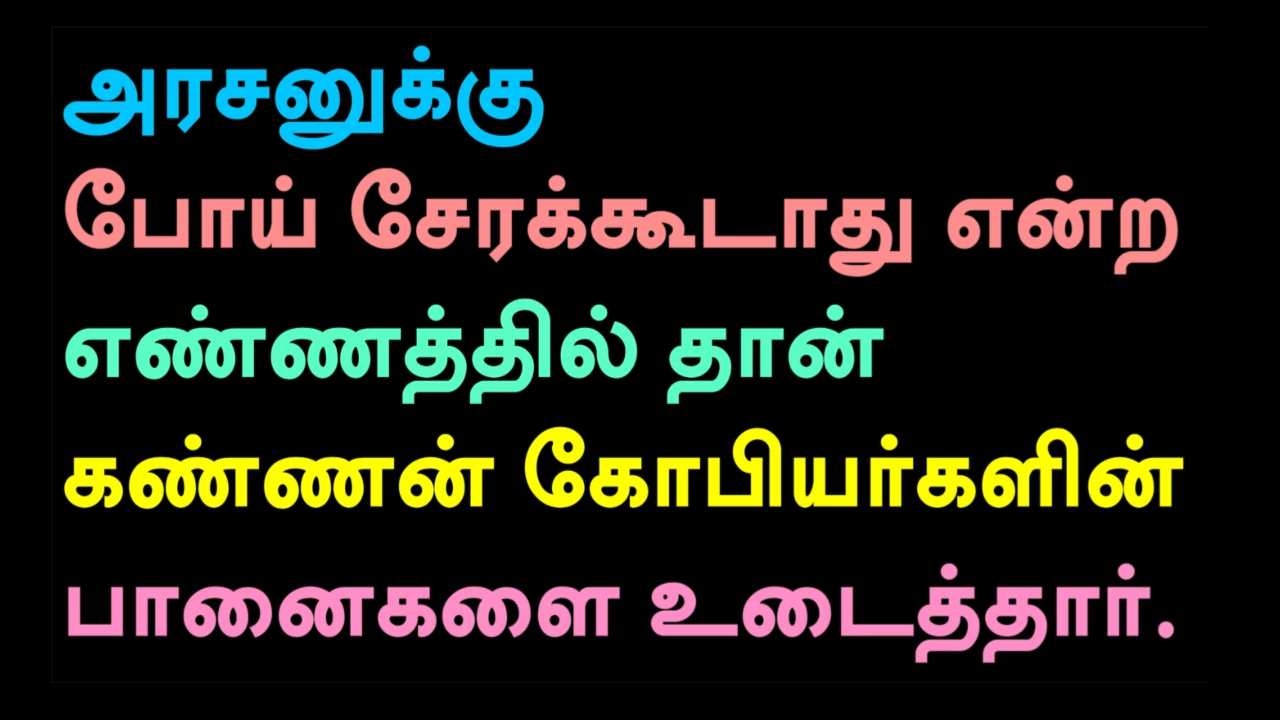 அரசனுக்கு
போய் சேரக்கூடாது என்ற
எண்ணத்தில் தான்
கண்ணன் கோபியர்களின்
பானைகளை உடைத்தார்.